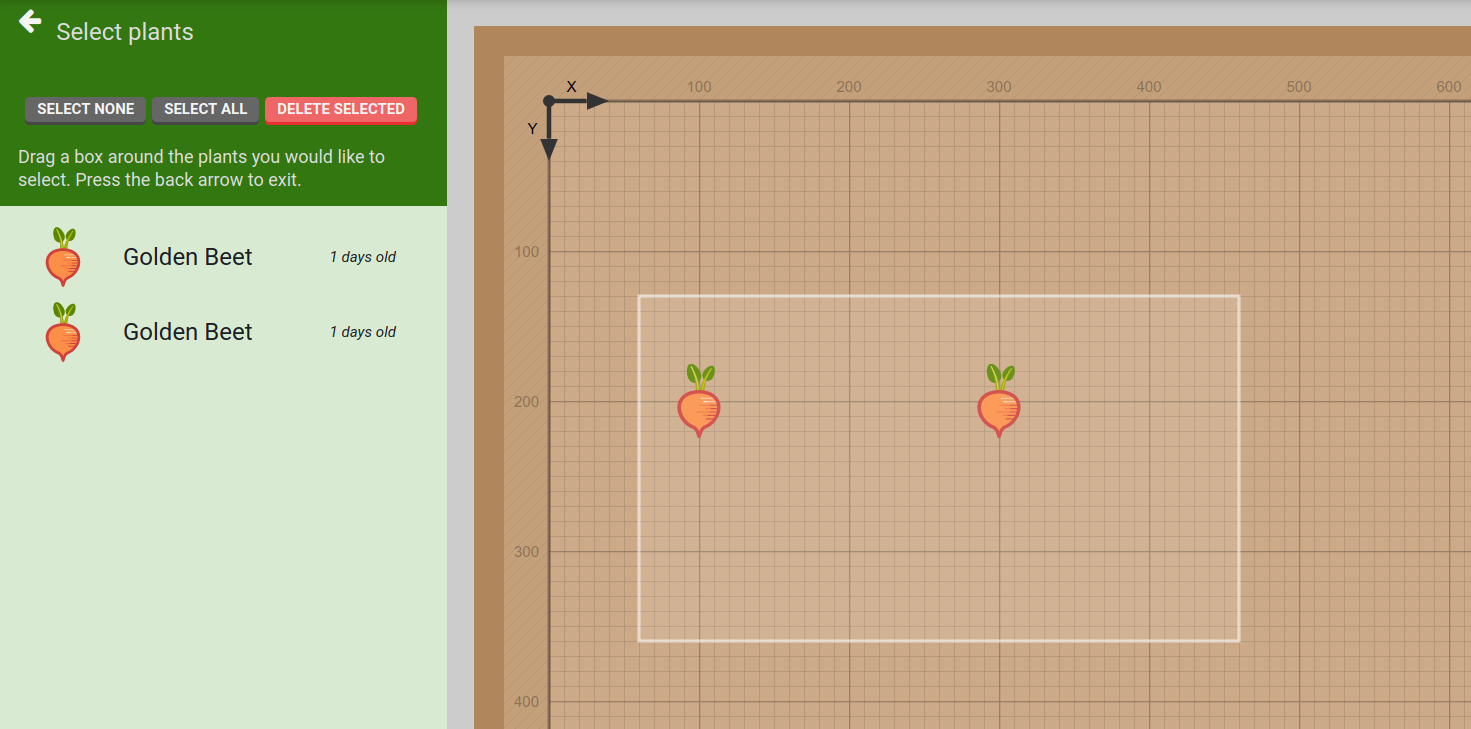 Select plants
SELECT NONE SELECT ALL DELETE SELECTED
Drag a box around the plants you would like to
select. Press the back arrow to exit.
Golden Beet 1 days old
Golden Beet 1 days old
X
100 200 300 400 500 600
Y
100
200
300
400